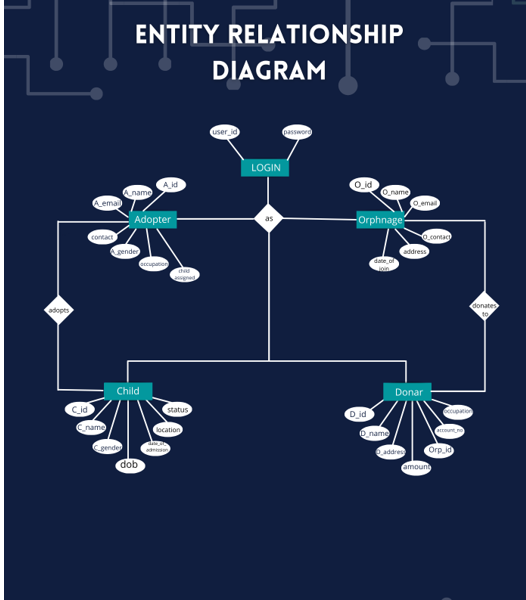 ENTITY RELATIONSHIP
DIAGRAM
user_id
password
LOGIN
A_id
A_name
A_email
Adopter
contact
A_gender
occupation
child
assigned
as
O_id
O_name
O_email
Orphnage
O_contact
address
date_of
join
adopts
donates
to
Child
C_id
C_name
C_gender
dob
date_of_
admission
location
status
Donar
D_id
D_name
D_address
amount
Orp_id
account_no
occupation